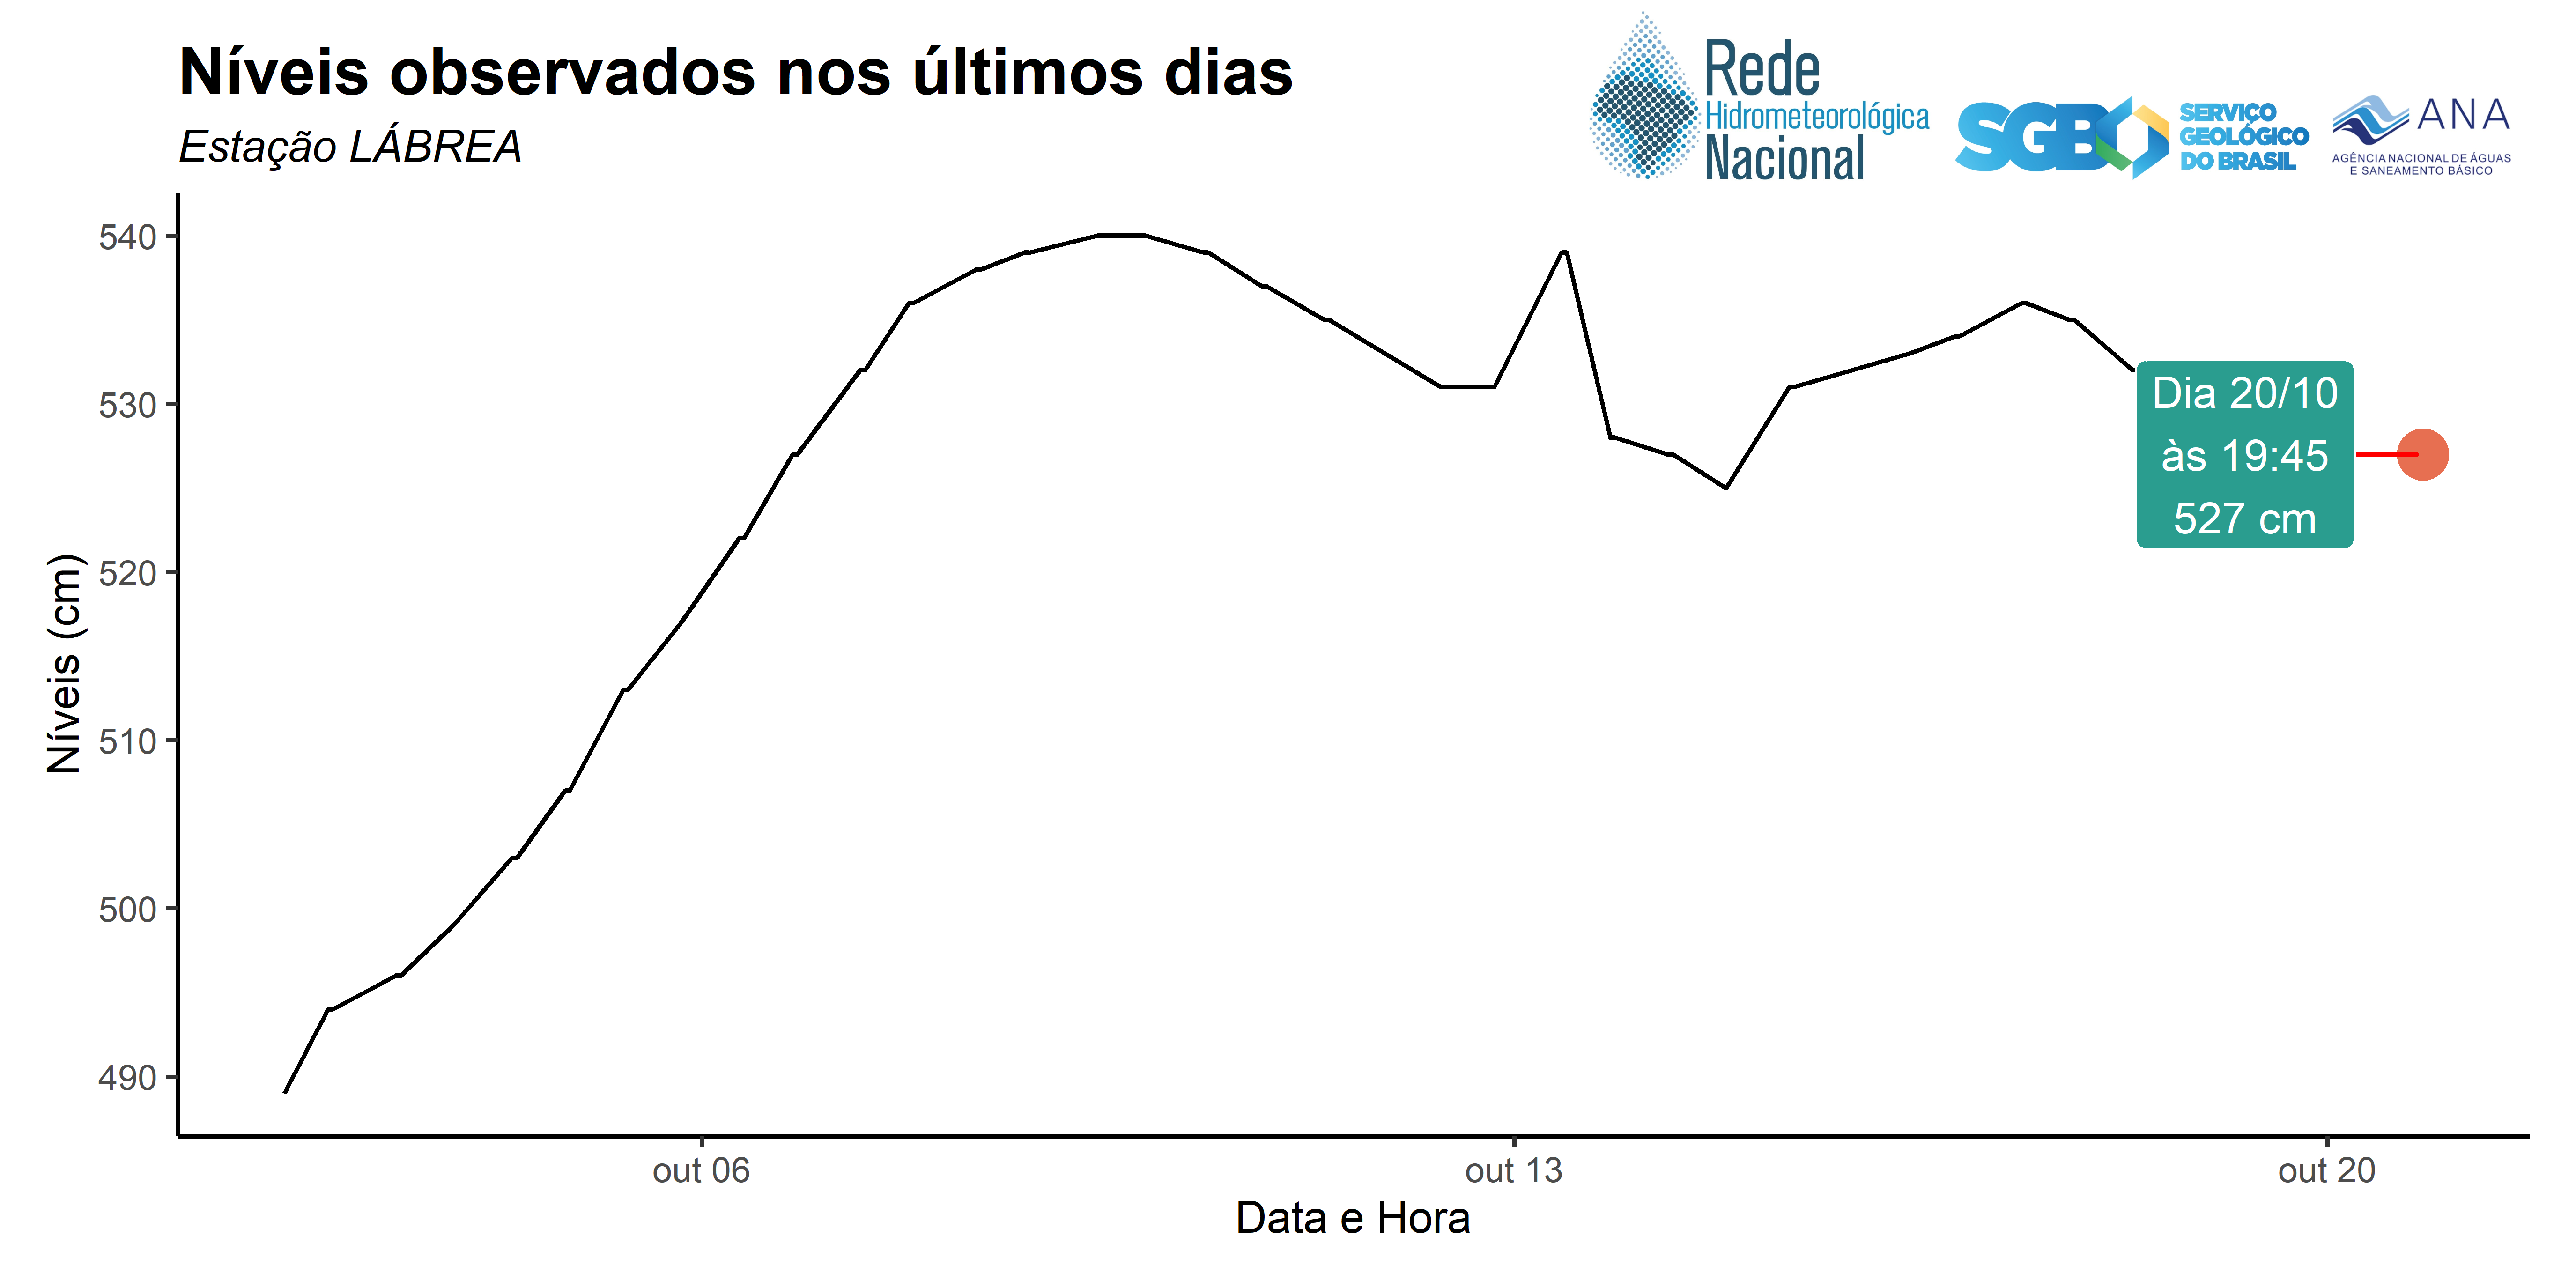 Níveis observados nos últimos dias
Estação LÁBREA
Rede
Hidrometeorológica
Nacional
SGB
SERVIÇO
GEOLÓGICO
DO BRASIL
ANA
AGÊNCIA NACIONAL DE ÁGUAS
E SANEAMENTO BÁSICO
Níveis (cm)
540
530
520
510
500
490
Dia 20/10
às 19:45
527 cm
out 06
out 13
out 20
Data e Hora